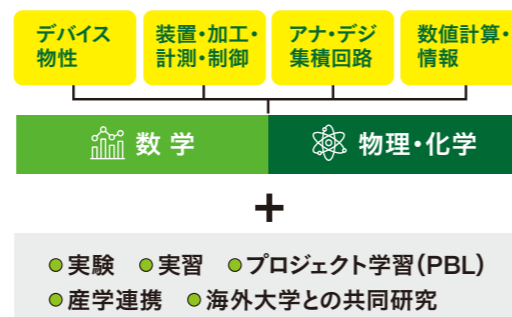 デバイス
物性
装置・加工・
計測・制御
アナ・デジ
集積回路
数値計算・
情報
数学
物理・化学
+
●実験 ●実習 ●プロジェクト学習(PBL)
●産学連携 ●海外大学との共同研究